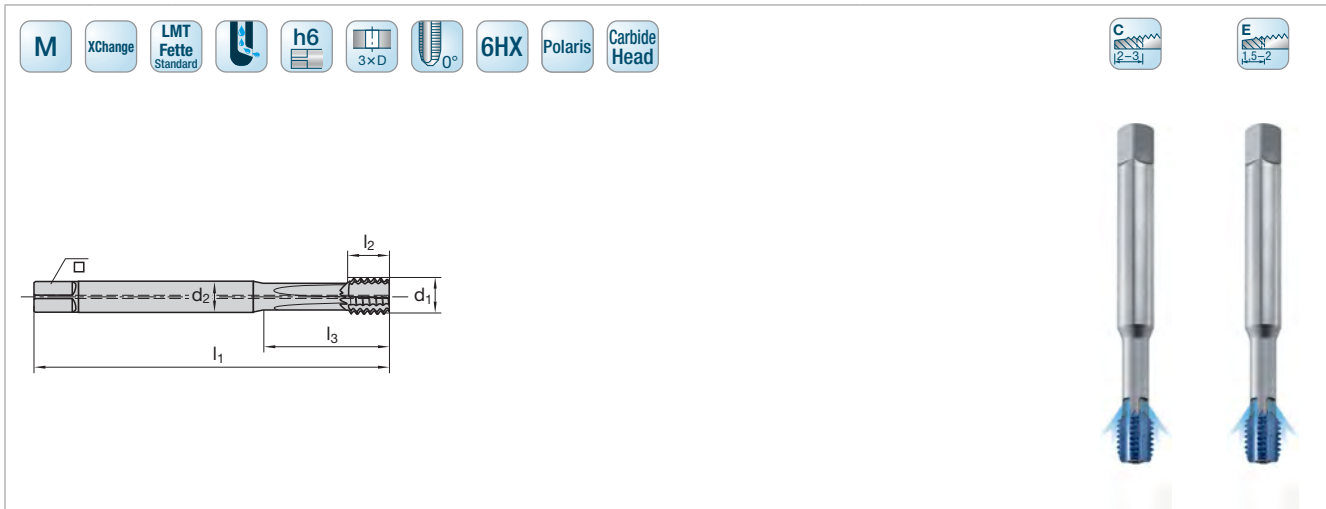 M
XChange
LMT
Fette
Standard
h6
3×D
0°
6HX
Polaris
Carbide
Head
C
2–3
E
1,5–2
l2
d2
d1
l3
l1